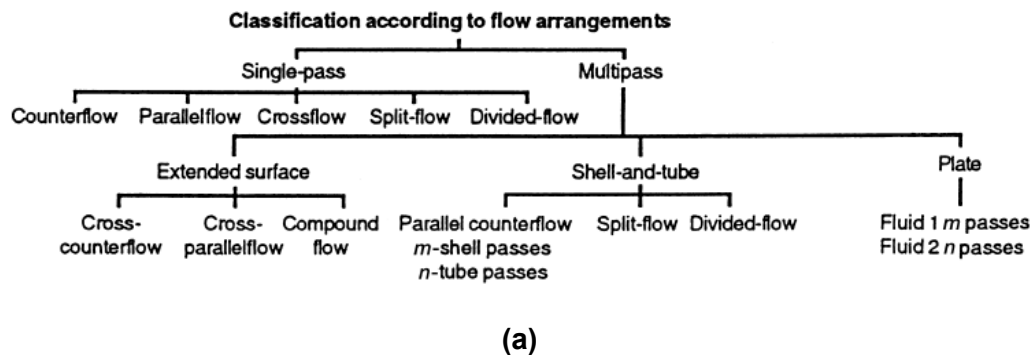 Classification according to flow arrangements
Single-pass
Multipass
Counterflow
Parallelflow
Crossflow
Split-flow
Divided-flow
Extended surface
Shell-and-tube
Plate
Cross-
counterflow
Cross-
parallelflow
Compound
flow
Parallel counterflow
m-shell passes
n-tube passes
Split-flow
Divided-flow
Fluid 1 m passes
Fluid 2 n passes
(a)